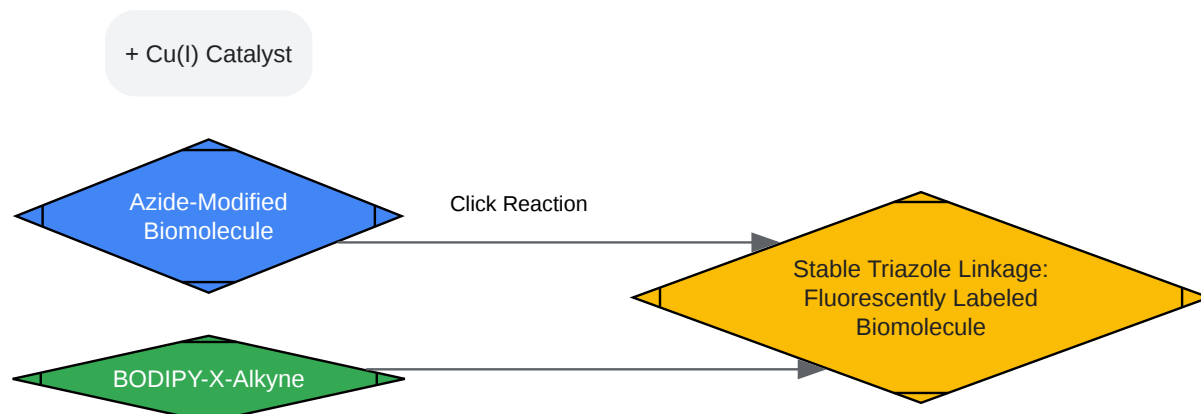 + Cu(I) Catalyst
Azide-Modified
Biomolecule
Click Reaction
Stable Triazole Linkage:
Fluorescently Labeled
Biomolecule
BODIPY-X-Alkyne